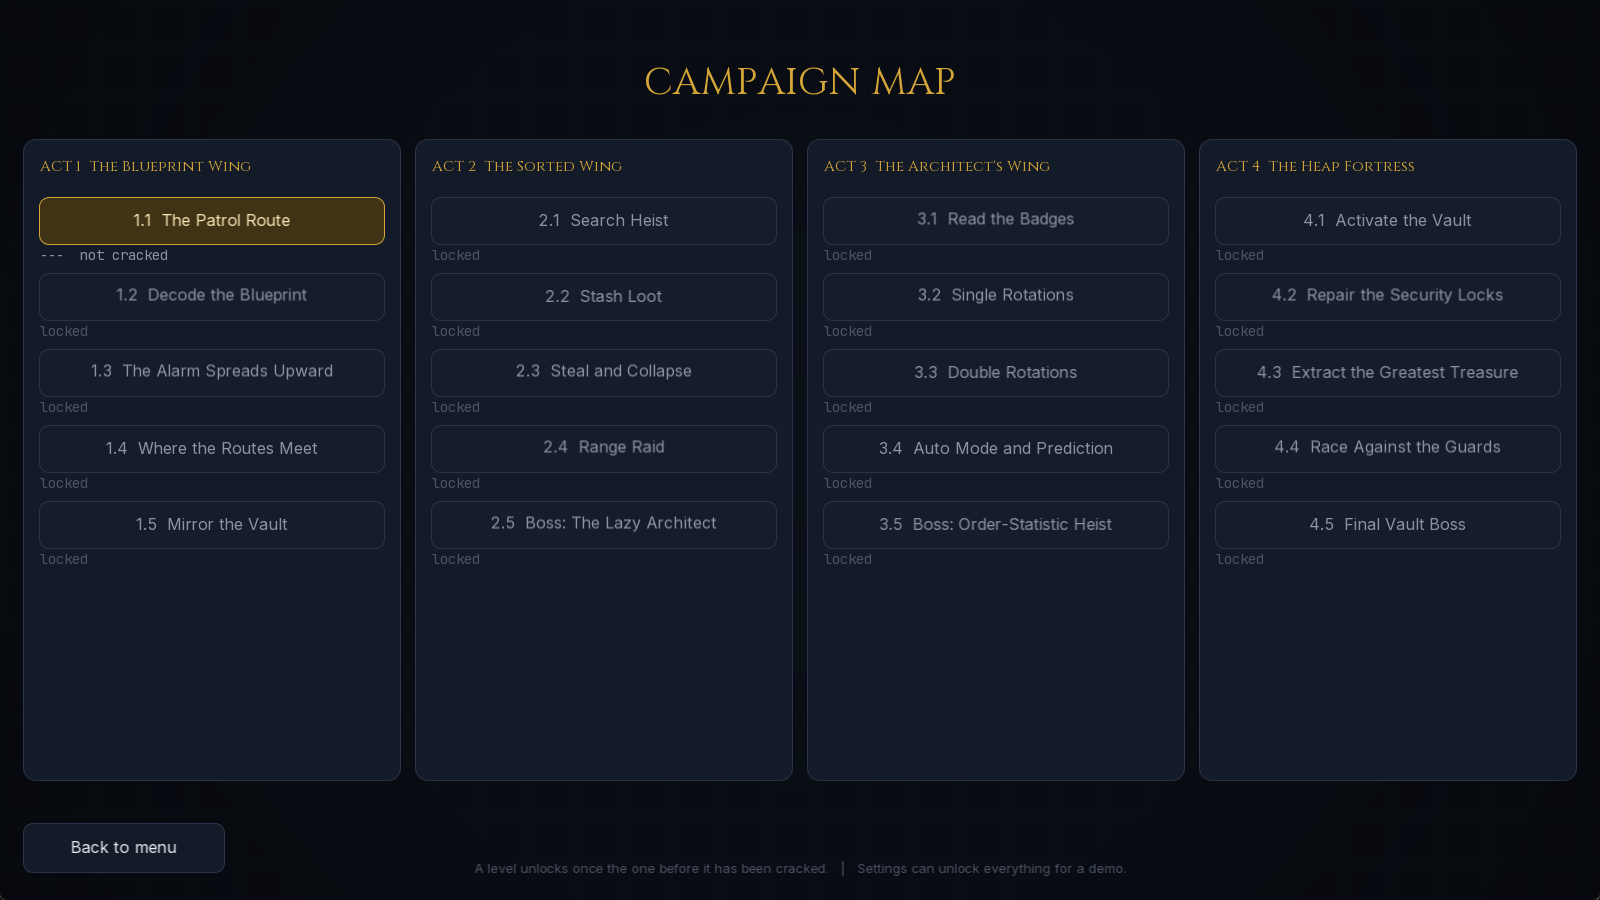 CAMPAIGN MAP
ACT 1 The Blueprint Wing
1.1 The Patrol Route
--- not cracked
1.2 Decode the Blueprint
locked
1.3 The Alarm Spreads Upward
locked
1.4 Where the Routes Meet
locked
1.5 Mirror the Vault
locked
ACT 2 The Sorted Wing
2.1 Search Heist
locked
2.2 Stash Loot
locked
2.3 Steal and Collapse
locked
2.4 Range Raid
locked
2.5 Boss: The Lazy Architect
locked
ACT 3 The Architect's Wing
3.1 Read the Badges
locked
3.2 Single Rotations
locked
3.3 Double Rotations
locked
3.4 Auto Mode and Prediction
locked
3.5 Boss: Order-Statistic Heist
locked
ACT 4 The Heap Fortress
4.1 Activate the Vault
locked
4.2 Repair the Security Locks
locked
4.3 Extract the Greatest Treasure
locked
4.4 Race Against the Guards
locked
4.5 Final Vault Boss
locked
Back to menu
A level unlocks once the one before it has been cracked. | Settings can unlock everything for a demo.